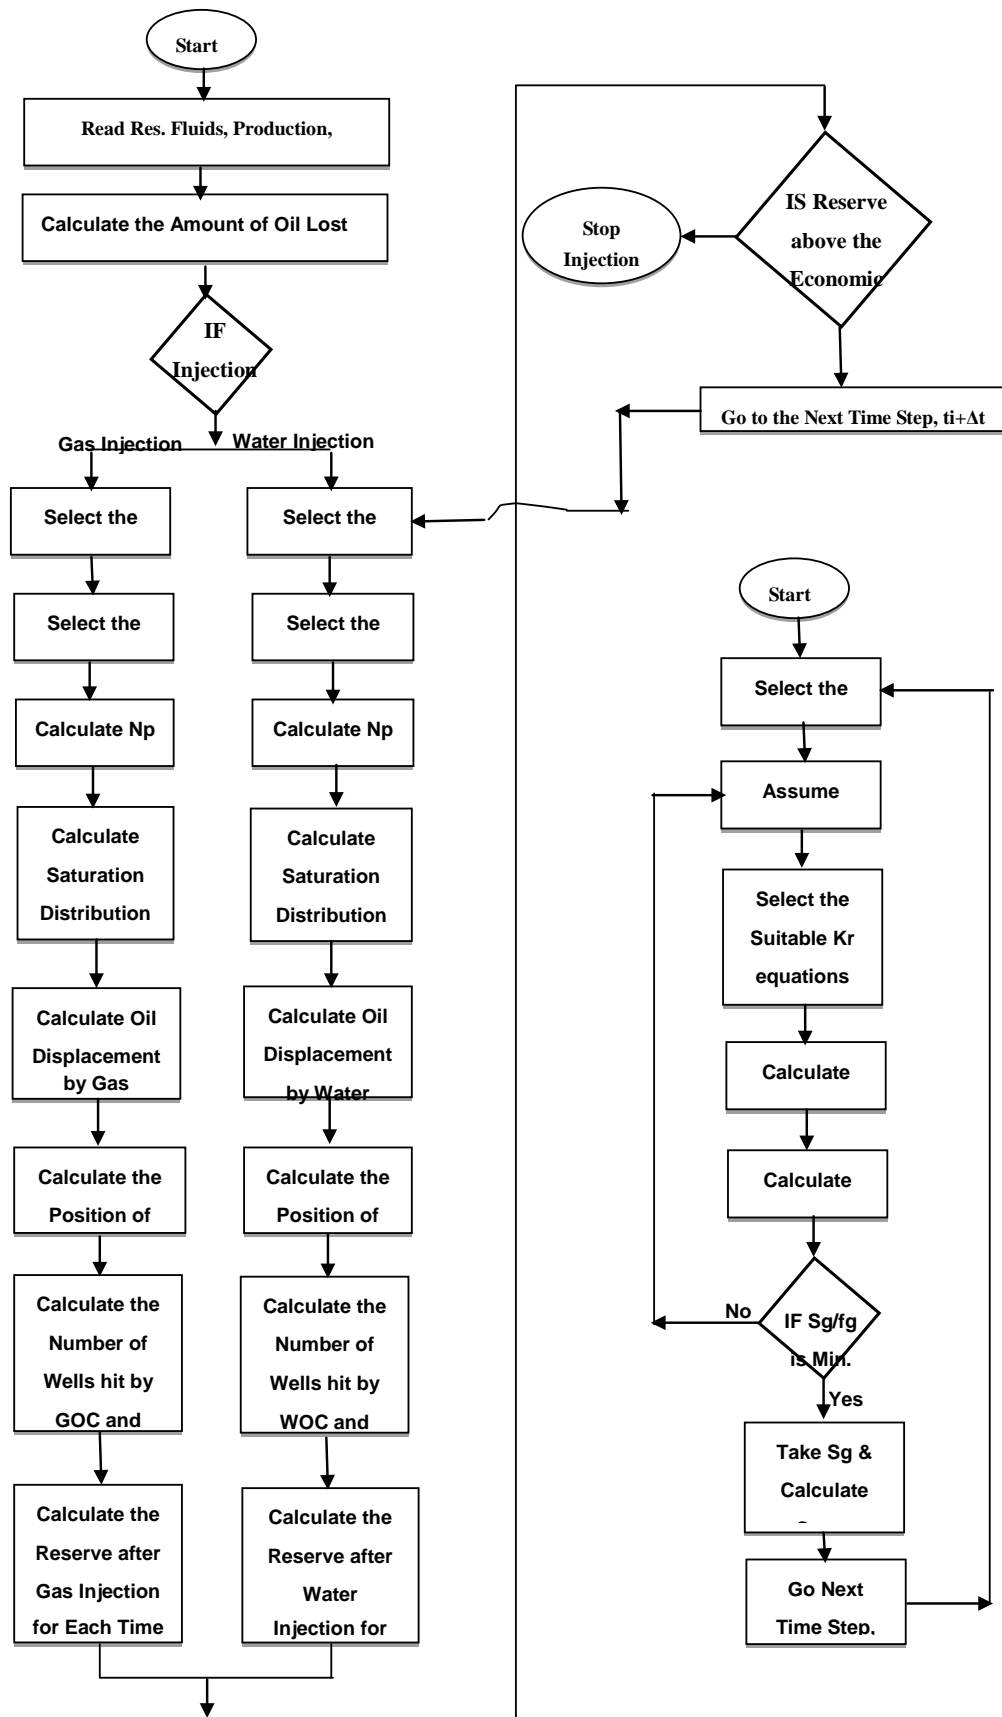 Start
Read Res. Fluids, Production,
Calculate the Amount of Oil Lost
IF
Injection
Gas Injection
Water Injection
Select the
Select the
Calculate Np
Calculate
Saturation
Distribution
Calculate Oil
Displacement
by Gas
Calculate the
Position of
Calculate the
Number of
Wells hit by
GOC and
Calculate the
Reserve after
Gas Injection
for Each Time
Select the
Select the
Calculate Np
Calculate
Saturation
Distribution
Calculate Oil
Displacement
by Water
Calculate the
Position of
Calculate the
Number of
Wells hit by
WOC and
Calculate the
Reserve after
Water
Injection for
IS Reserve
above the
Economic
Stop
Injection
Go to the Next Time Step, ti+Δt
Start
Select the
Assume
Select the
Suitable Kr
equations
Calculate
Calculate
IF Sg/fg
is Min.
No
Yes
Take Sg &
Calculate
Go Next
Time Step,